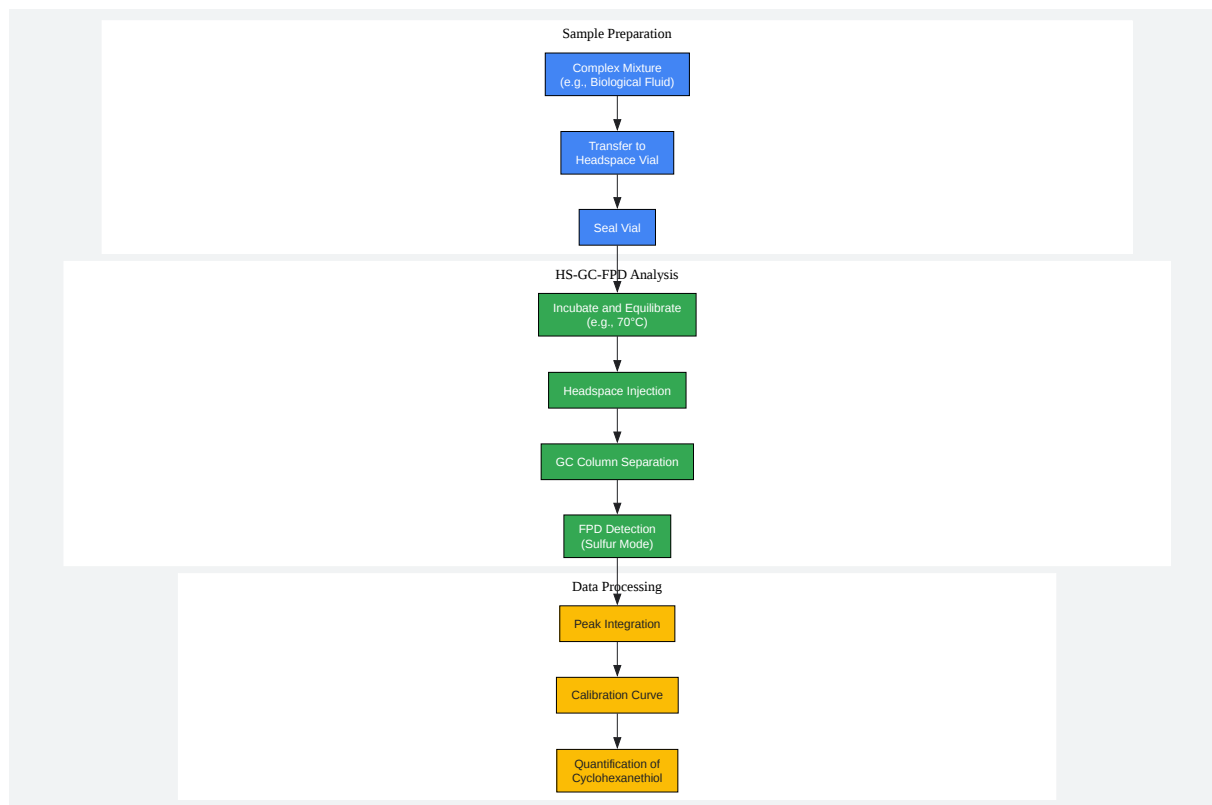 Sample Preparation
Complex Mixture
(e.g., Biological Fluid)
Transfer to
Headspace Vial
Seal Vial
HS-GC-FPD Analysis
Incubate and Equilibrate
(e.g., 70°C)
Headspace Injection
GC Column Separation
FPD Detection
(Sulfur Mode)
Data Processing
Peak Integration
Calibration Curve
Quantification of
Cyclohexanethiol